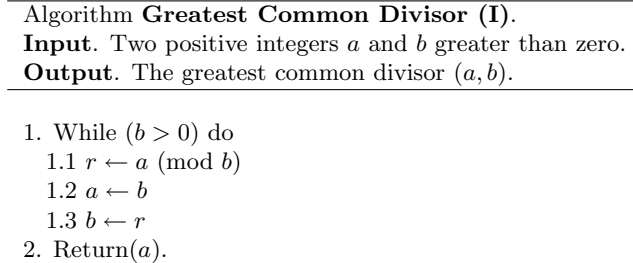 Algorithm Greatest Common Divisor (I).
Input. Two positive integers a and b greater than zero.
Output. The greatest common divisor (a, b).
1. While (b > 0) do
1.1 r ← a (mod b)
1.2 a ← b
1.3 b ← r
2. Return(a).